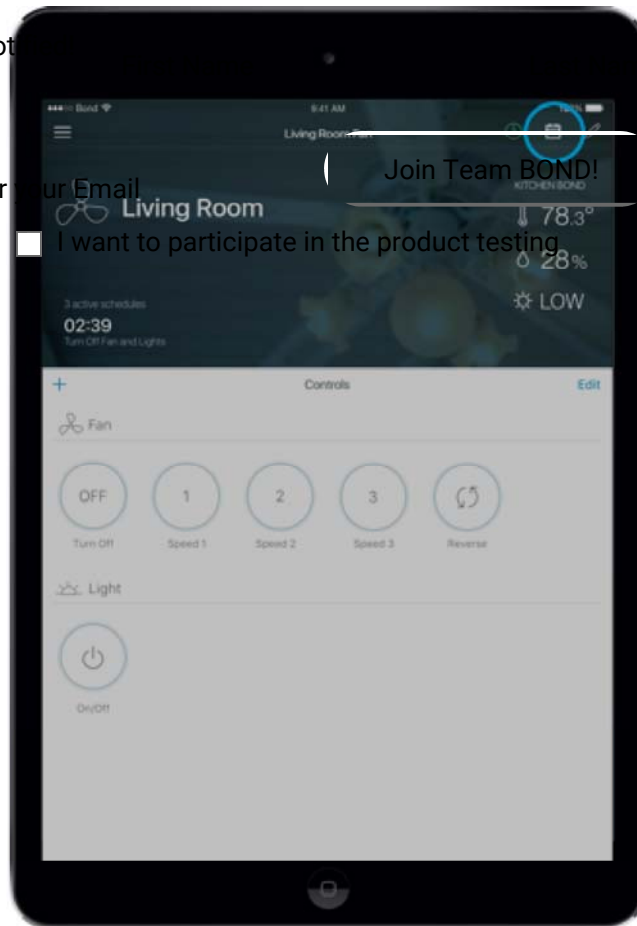 Bond 9:41 AM
Living Room Fan
Join Team BOND!
your Email
KITCHEN BOND
Living Room
78.3°
I want to participate in the product testing
28%
3 active schedules
LOW
02:39
Turn Off Fan and Lights
+ Controls Edit
Fan
OFF 1 2 3
Turn Off Speed 1 Speed 2 Speed 3 Reverse
Light
On/Off